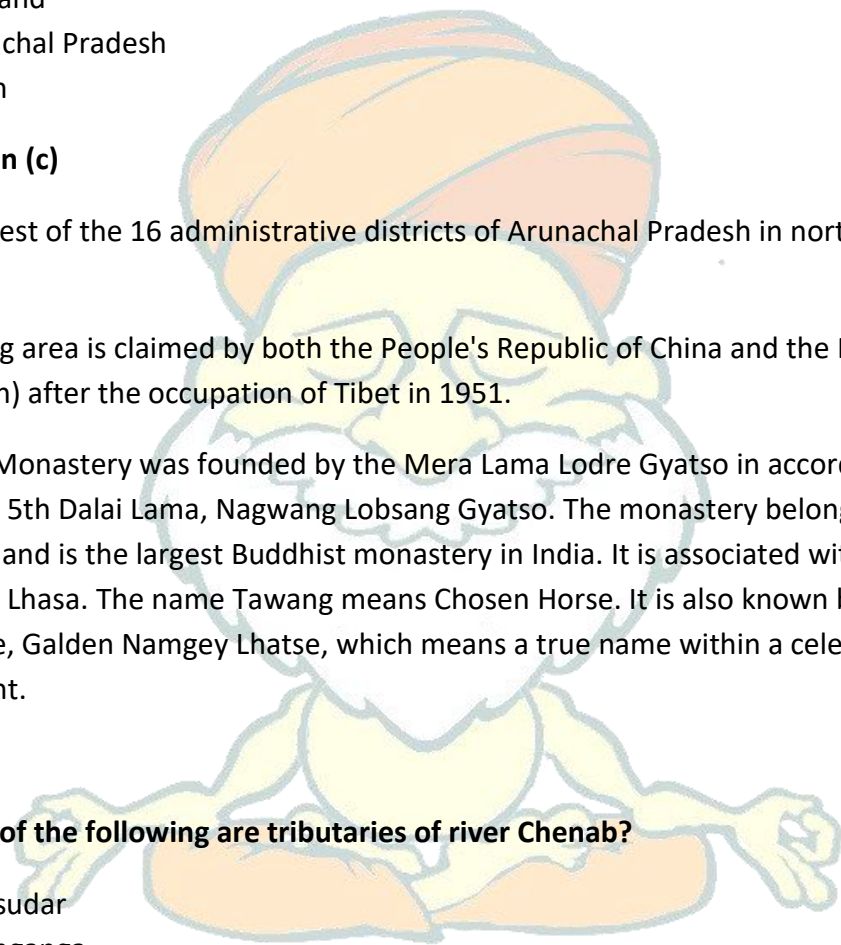 and
chal Pradesh
n
n (c)
est of the 16 administrative districts of Arunachal Pradesh in nort
g area is claimed by both the People's Republic of China and the
n) after the occupation of Tibet in 1951.
Monastery was founded by the Mera Lama Lodre Gyatso in accor
5th Dalai Lama, Nagwang Lobsang Gyatso. The monastery belong
and is the largest Buddhist monastery in India. It is associated wit
Lhasa. The name Tawang means Chosen Horse. It is also known
e, Galden Namgey Lhatse, which means a true name within a cele
nt.
of the following are tributaries of river Chenab?
sudar